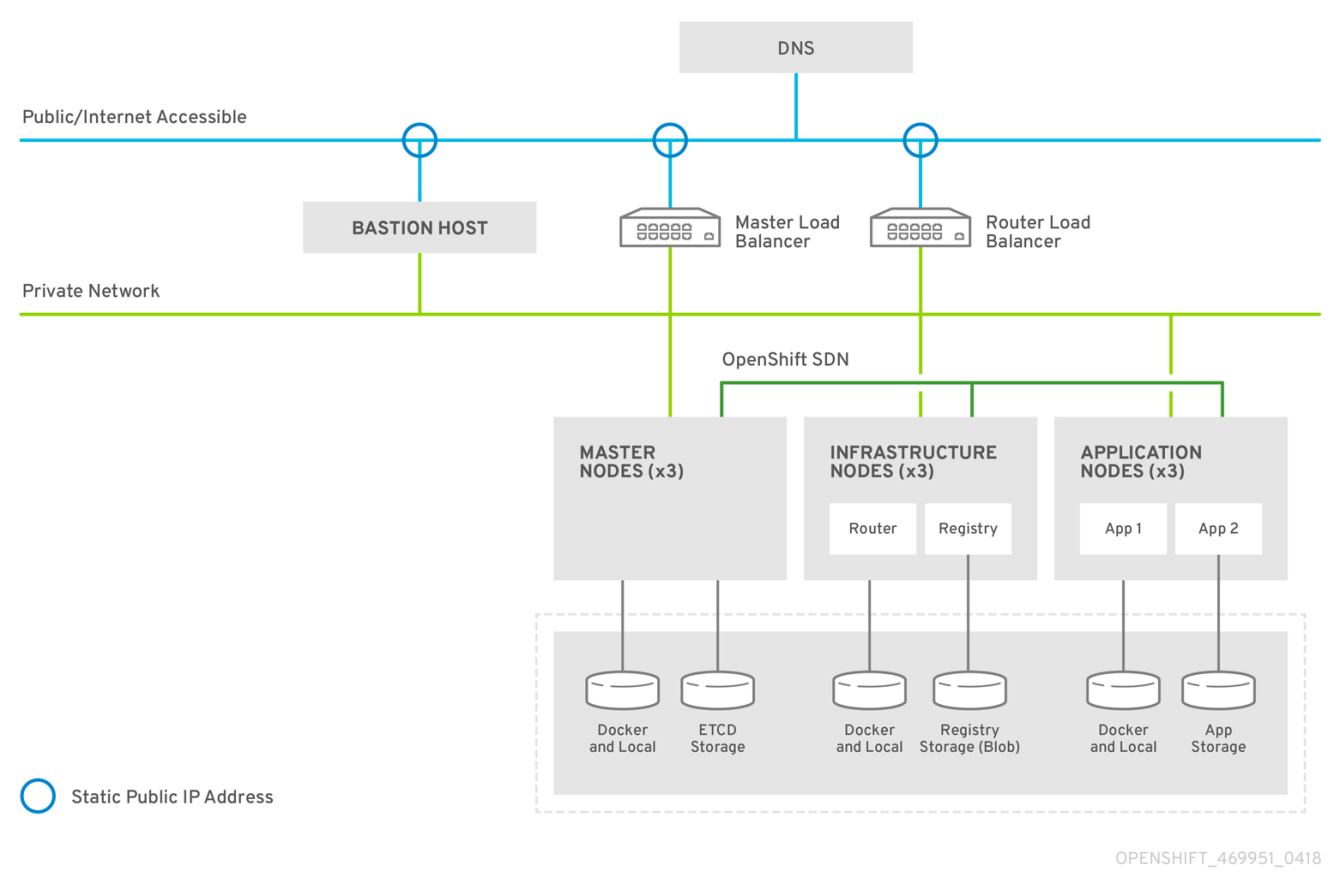 DNS
Public/Internet Accessible
BASTION HOST
Master Load
Balancer
Router Load
Balancer
Private Network
OpenShift SDN
MASTER
NODES (x3)
INFRASTRUCTURE
NODES (x3)
APPLICATION
NODES (x3)
Router
Registry
App 1
App 2
Docker
and Local
ETCD
Storage
Docker
and Local
Registry
Storage (Blob)
Docker
and Local
App
Storage
Static Public IP Address
OPENSHIFT_469951_0418